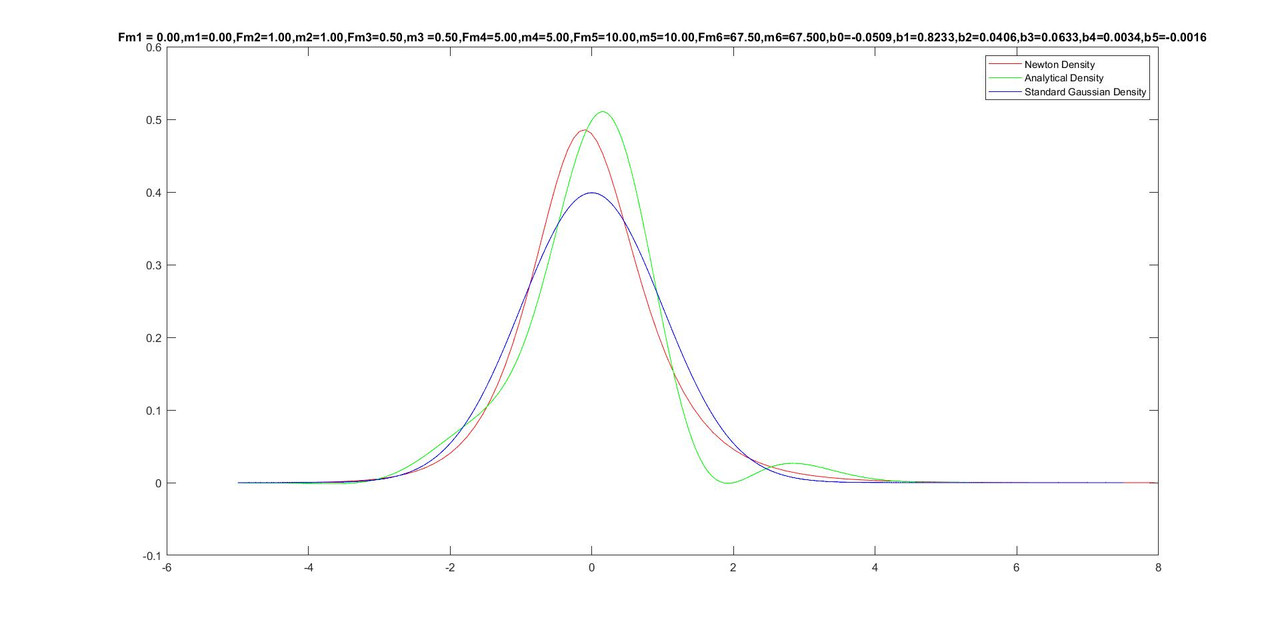 Fm1 = 0.00,m1=0.00,Fm2=1.00,m2=1.00,Fm3=0.50,m3 =0.50,Fm4=5.00,m4=5.00,Fm5=10.00,m5=10.00,Fm6=67.50,m6=67.500,b0=-0.0509,b1=0.8233,b2=0.0406,b3=0.0633,b4=0.0034,b5=-0.0016
0.6
Newton Density
Analytical Density
Standard Gaussian Density
0.5
0.4
0.3
0.2
0.1
0
-0.1
-6 -4 -2 0 2 4 6 8